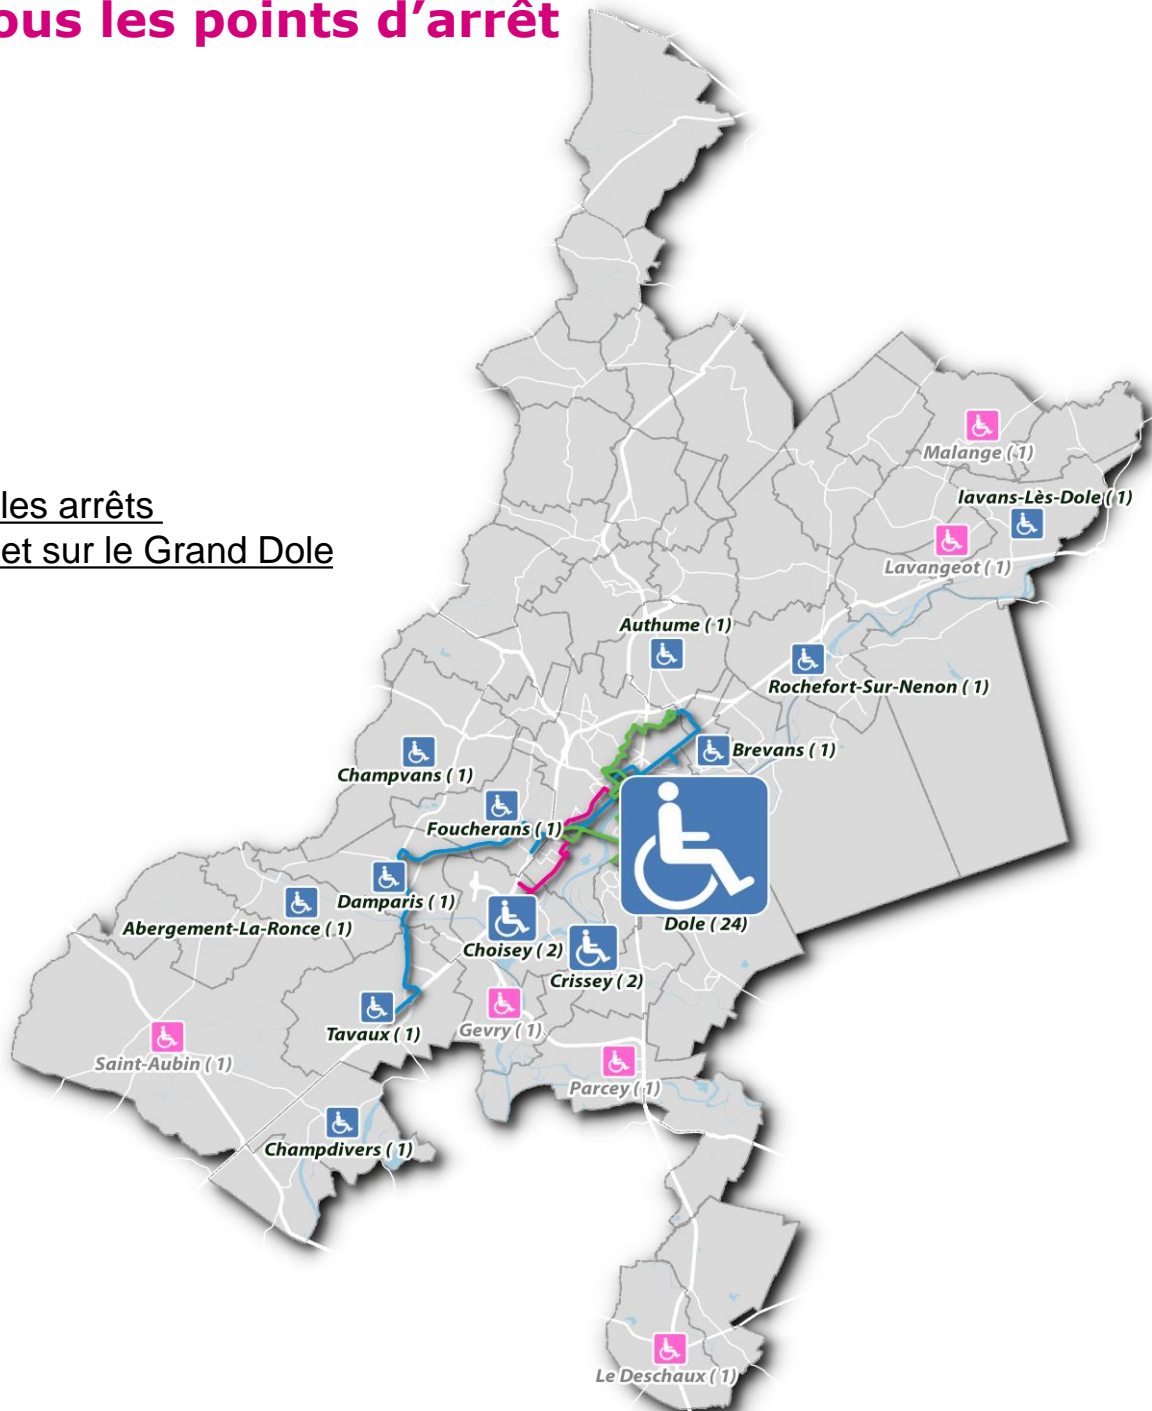 ous les points d’arrêt
les arrêts
et sur le Grand Dole
Malange (1)
lavans-Lès-Dole (1)
Lavangeot (1)
Authume (1)
Rochefort-Sur-Nenon (1)
Brevans (1)
Champvans (1)
Foucherans (1)
Damparis (1)
Abergement-La-Ronce (1)
Dole (24)
Choisey (2)
Crissey (2)
Tavaux (1)
Gevry (1)
Saint-Aubin (1)
Parcey (1)
Champdivers (1)
Le Deschaux (1)